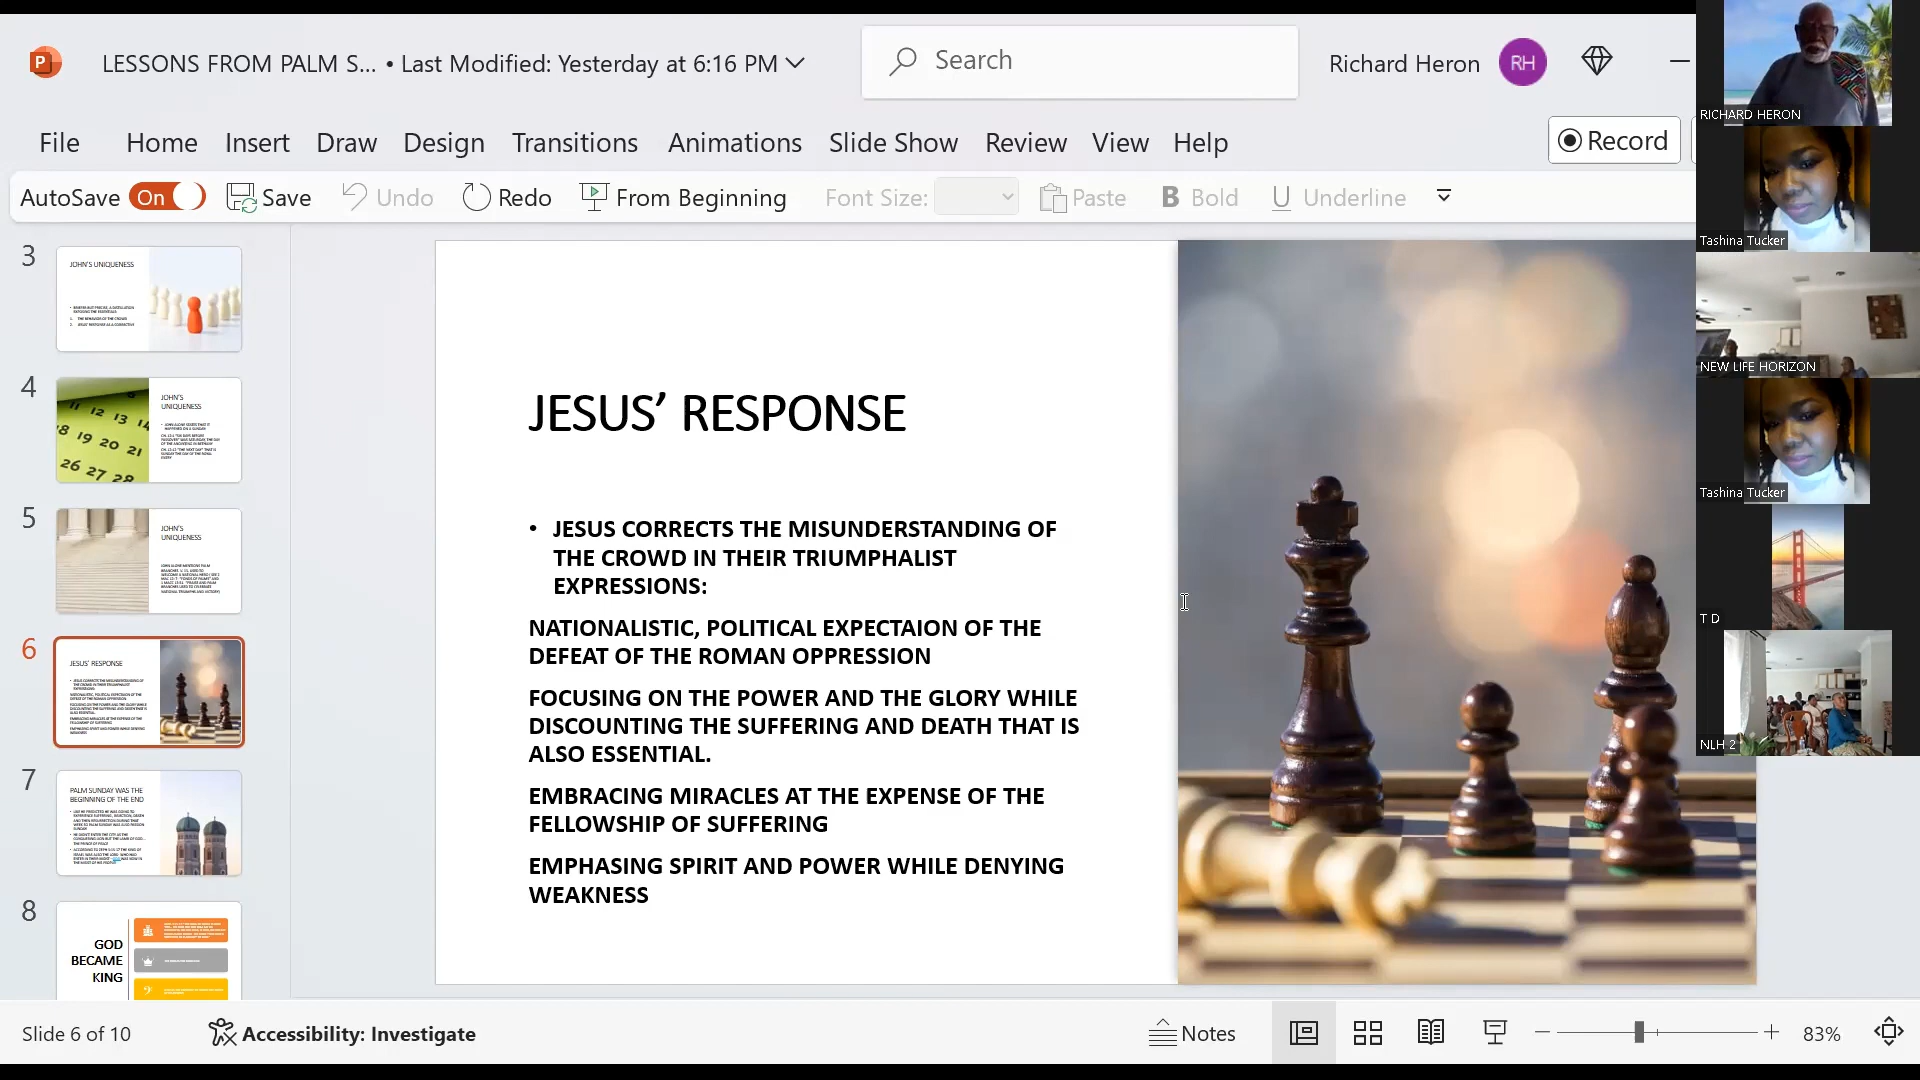 LESSONS FROM PALM S... • Last Modified: Yesterday at 6:16 PM
Search
Richard Heron
RH
File Home Insert Draw Design Transitions Animations Slide Show Review View Help
Record
AutoSave On Save Undo Redo From Beginning Font Size: Paste B Bold U Underline
3
JOHN'S UNIQUENESS
4
JOHN'S
UNIQUENESS
5
JOHN'S
UNIQUENESS
6
JESUS' RESPONSE
7
PALM SUNDAY WAS THE
BEGINNING OF THE END
8
GOD
BECAME
KING
JESUS' RESPONSE
• JESUS CORRECTS THE MISUNDERSTANDING OF
THE CROWD IN THEIR TRIUMPHALIST
EXPRESSIONS:
NATIONALISTIC, POLITICAL EXPECTAION OF THE
DEFEAT OF THE ROMAN OPPRESSION
FOCUSING ON THE POWER AND THE GLORY WHILE
DISCOUNTING THE SUFFERING AND DEATH THAT IS
ALSO ESSENTIAL.
EMBRACING MIRACLES AT THE EXPENSE OF THE
FELLOWSHIP OF SUFFERING
EMPHASING SPIRIT AND POWER WHILE DENYING
WEAKNESS
RICHARD HERON
Tashina Tucker
NEW LIFE HORIZON
Tashina Tucker
T D
NLH 2
Slide 6 of 10
Accessibility: Investigate
Notes
83%